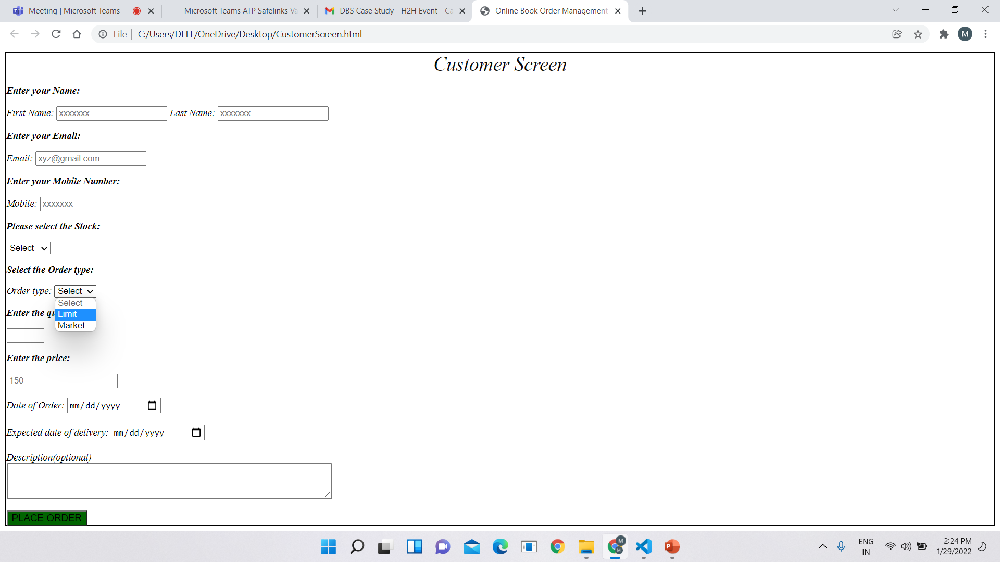 Meeting | Microsoft Teams
Microsoft Teams ATP Safelinks Va
DBS Case Study - H2H Event - Ca
Online Book Order Management
File
C:/Users/DELL/OneDrive/Desktop/CustomerScreen.html
M
Customer Screen
Enter your Name:
First Name: xxxxxxx Last Name: xxxxxxx
Enter your Email:
Email: xyz@gmail.com
Enter your Mobile Number:
Mobile: xxxxxxx
Please select the Stock:
Select
Select the Order type:
Order type: Select
Select
Enter the qu
Limit
Market
Enter the price:
150
Date of Order: mm/dd/yyyy
Expected date of delivery: mm/dd/yyyy
Description(optional)
PLACE ORDER
ENG
IN
2:24 PM
1/29/2022